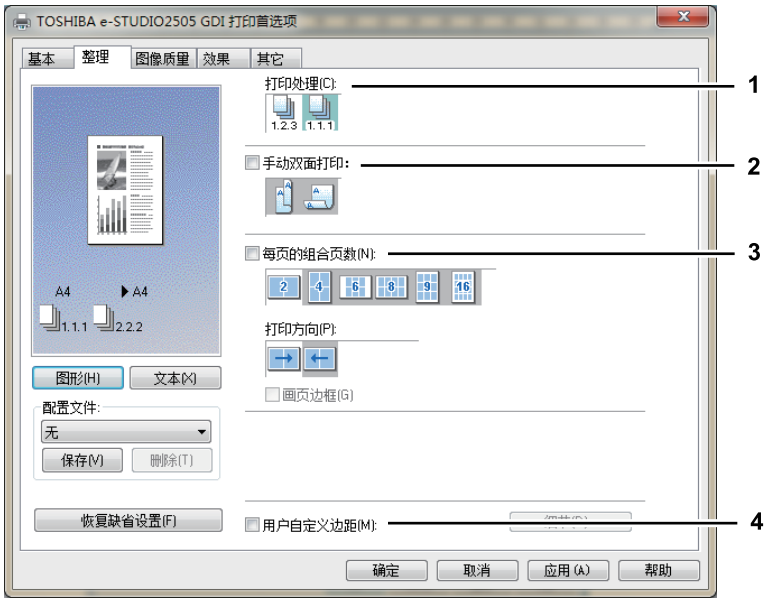 TOSHIBA e-STUDIO2505 GDI 打印首选项
基本 整理 图像质量 效果 其它
打印处理(C):
1
1.2.3 1.1.1
手动双面打印:
2
A A
每页的组合页数(N):
3
2 4 6 8 9 16
A4 A4
1.1.1 2.2.2
打印方向(P):
图形(H) 文本(X)
画页边框(G)
配置文件:
无
保存(V) 删除(T)
恢复缺省设置(F)
用户自定义边距(M):
4
确定 取消 应用(A) 帮助